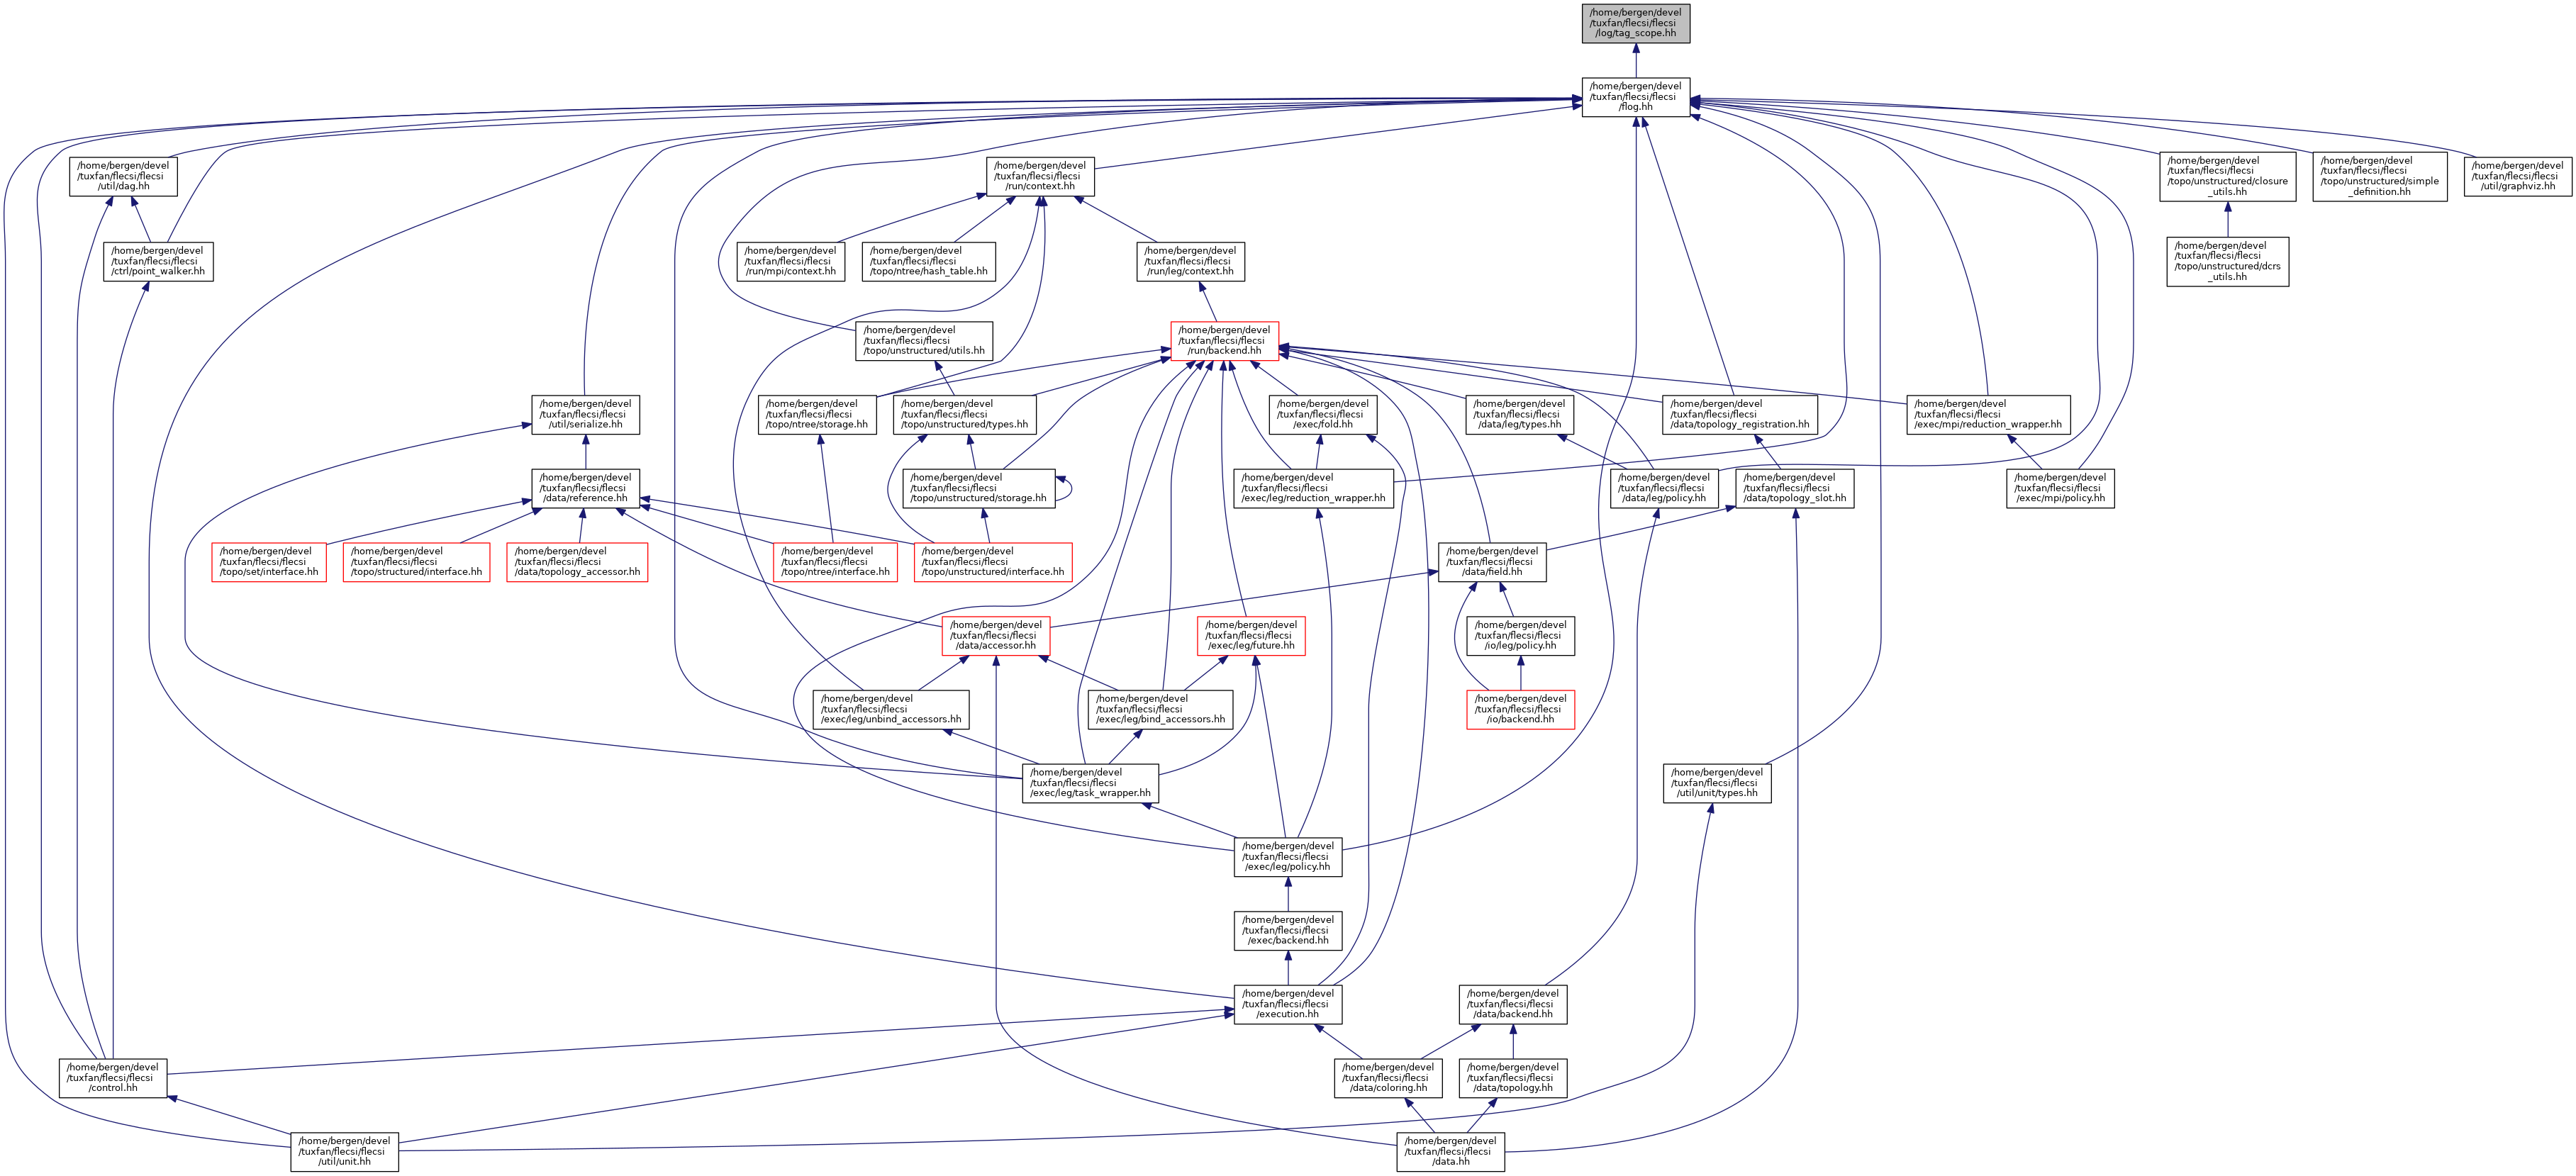 /home/bergen/devel
/tuxfan/flecsi/flecsi
/log/tag_scope.hh
/home/bergen/devel
/tuxfan/flecsi/flecsi
/flog.hh
/home/bergen/devel
/tuxfan/flecsi/flecsi
/util/dag.hh
/home/bergen/devel
/tuxfan/flecsi/flecsi
/run/context.hh
/home/bergen/devel
/tuxfan/flecsi/flecsi
/topo/unstructured/closure
_utils.hh
/home/bergen/devel
/tuxfan/flecsi/flecsi
/topo/unstructured/simple
_definition.hh
/home/bergen/devel
/tuxfan/flecsi/flecsi
/util/graphviz.hh
/home/bergen/devel
/tuxfan/flecsi/flecsi
/ctrl/point_walker.hh
/home/bergen/devel
/tuxfan/flecsi/flecsi
/run/mpi/context.hh
/home/bergen/devel
/tuxfan/flecsi/flecsi
/topo/ntree/hash_table.hh
/home/bergen/devel
/tuxfan/flecsi/flecsi
/run/leg/context.hh
/home/bergen/devel
/tuxfan/flecsi/flecsi
/topo/unstructured/dcrs
_utils.hh
/home/bergen/devel
/tuxfan/flecsi/flecsi
/topo/unstructured/utils.hh
/home/bergen/devel
/tuxfan/flecsi/flecsi
/run/backend.hh
/home/bergen/devel
/tuxfan/flecsi/flecsi
/util/serialize.hh
/home/bergen/devel
/tuxfan/flecsi/flecsi
/topo/ntree/storage.hh
/home/bergen/devel
/tuxfan/flecsi/flecsi
/topo/unstructured/types.hh
/home/bergen/devel
/tuxfan/flecsi/flecsi
/exec/fold.hh
/home/bergen/devel
/tuxfan/flecsi/flecsi
/data/leg/types.hh
/home/bergen/devel
/tuxfan/flecsi/flecsi
/data/topology_registration.hh
/home/bergen/devel
/tuxfan/flecsi/flecsi
/exec/mpi/reduction_wrapper.hh
/home/bergen/devel
/tuxfan/flecsi/flecsi
/data/reference.hh
/home/bergen/devel
/tuxfan/flecsi/flecsi
/topo/unstructured/storage.hh
/home/bergen/devel
/tuxfan/flecsi/flecsi
/exec/leg/reduction_wrapper.hh
/home/bergen/devel
/tuxfan/flecsi/flecsi
/data/leg/policy.hh
/home/bergen/devel
/tuxfan/flecsi/flecsi
/data/topology_slot.hh
/home/bergen/devel
/tuxfan/flecsi/flecsi
/exec/mpi/policy.hh
/home/bergen/devel
/tuxfan/flecsi/flecsi
/topo/set/interface.hh
/home/bergen/devel
/tuxfan/flecsi/flecsi
/topo/structured/interface.hh
/home/bergen/devel
/tuxfan/flecsi/flecsi
/data/topology_accessor.hh
/home/bergen/devel
/tuxfan/flecsi/flecsi
/topo/ntree/interface.hh
/home/bergen/devel
/tuxfan/flecsi/flecsi
/topo/unstructured/interface.hh
/home/bergen/devel
/tuxfan/flecsi/flecsi
/data/field.hh
/home/bergen/devel
/tuxfan/flecsi/flecsi
/data/accessor.hh
/home/bergen/devel
/tuxfan/flecsi/flecsi
/exec/leg/future.hh
/home/bergen/devel
/tuxfan/flecsi/flecsi
/io/leg/policy.hh
/home/bergen/devel
/tuxfan/flecsi/flecsi
/exec/leg/unbind_accessors.hh
/home/bergen/devel
/tuxfan/flecsi/flecsi
/exec/leg/bind_accessors.hh
/home/bergen/devel
/tuxfan/flecsi/flecsi
/io/backend.hh
/home/bergen/devel
/tuxfan/flecsi/flecsi
/exec/leg/task_wrapper.hh
/home/bergen/devel
/tuxfan/flecsi/flecsi
/util/unit/types.hh
/home/bergen/devel
/tuxfan/flecsi/flecsi
/exec/leg/policy.hh
/home/bergen/devel
/tuxfan/flecsi/flecsi
/exec/backend.hh
/home/bergen/devel
/tuxfan/flecsi/flecsi
/execution.hh
/home/bergen/devel
/tuxfan/flecsi/flecsi
/data/backend.hh
/home/bergen/devel
/tuxfan/flecsi/flecsi
/control.hh
/home/bergen/devel
/tuxfan/flecsi/flecsi
/data/coloring.hh
/home/bergen/devel
/tuxfan/flecsi/flecsi
/data/topology.hh
/home/bergen/devel
/tuxfan/flecsi/flecsi
/util/unit.hh
/home/bergen/devel
/tuxfan/flecsi/flecsi
/data.hh